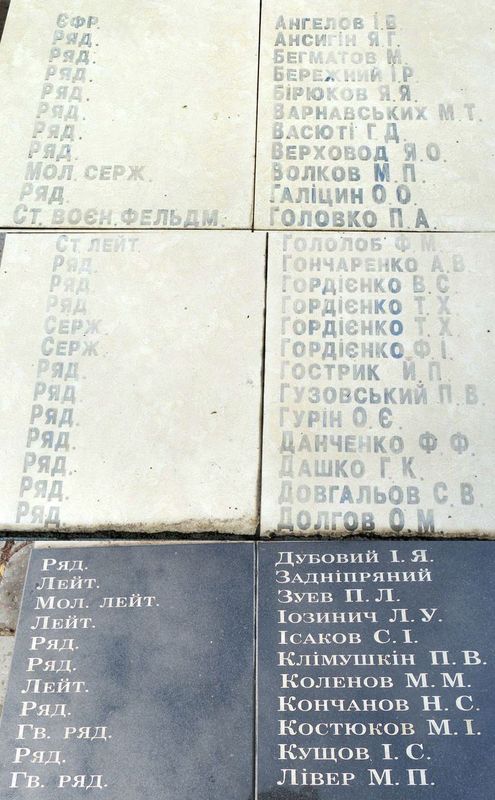 Єфр. Ангелов І.В
Ряд. Ансигін Я.Г.
Ряд. Бегматов М.
Ряд. Бережний І.Р
Ряд. Бірюков Я.Я.
Ряд. Варнавських М.Т.
Ряд. Васюті Г.Д.
Ряд. Верховод Я.О.
Мол. серж. Волков М.П.
Ряд. Галіцин О.О.
Ст. воєн. фельдм. Головко П.А.
Ст. лейт. Гололоб Ф.М.
Ряд. Гончаренко А.В
Ряд. Гордієнко В.С
Ряд Гордієнко Т.Х
Серж. Гордієнко Т.Х
Серж Гордієнко Ф.І.
Ряд. Гострик Й.П.
Ряд. Гузовський П.В.
Ряд. Гурін О.Є.
Ряд. Данченко Ф.Ф.
Ряд. Дашко Г.К.
Ряд. Довгальов С.В
Ряд. Долгов О.М
Ряд. Дубовий І.Я.
Лейт. Задніпряний
Мол. лейт. Зуев П.Л.
Лейт. Іозинич Л.У.
Ряд. Ісаков С.І.
Ряд. Клімушкін П.В.
Лейт. Коленов М.М.
Ряд. Кончанов Н.С.
Гв. ряд. Костюков М.І.
Ряд. Кущов І.С.
Гв. ряд. Лівер М.П.